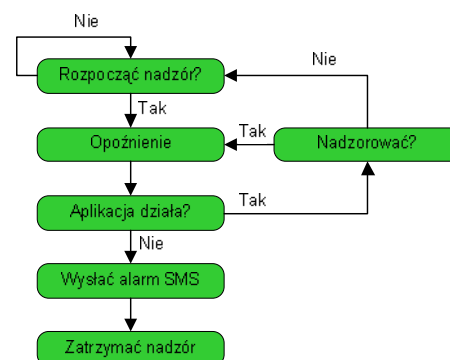 Nie
Nie
Rozpocząć nadzór?
Tak
Opoźnienie
Tak
Nadzorować?
Aplikacja działa?
Tak
Nie
Wysłać alarm SMS
Zatrzymać nadzór